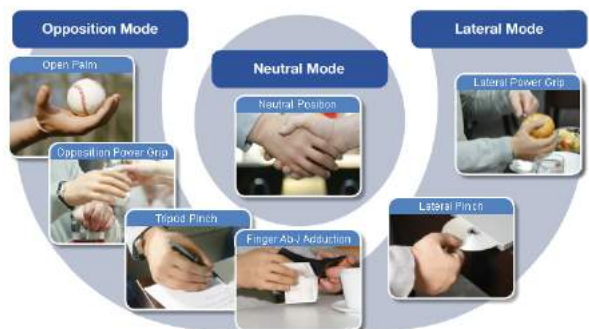 Opposition Mode
Open Palm
Opposition Power Grip
Tripod Pinch
Finger Ab-/ Adduction
Neutral Mode
Neutral Position
Lateral Mode
Lateral Power Grip
Lateral Pinch